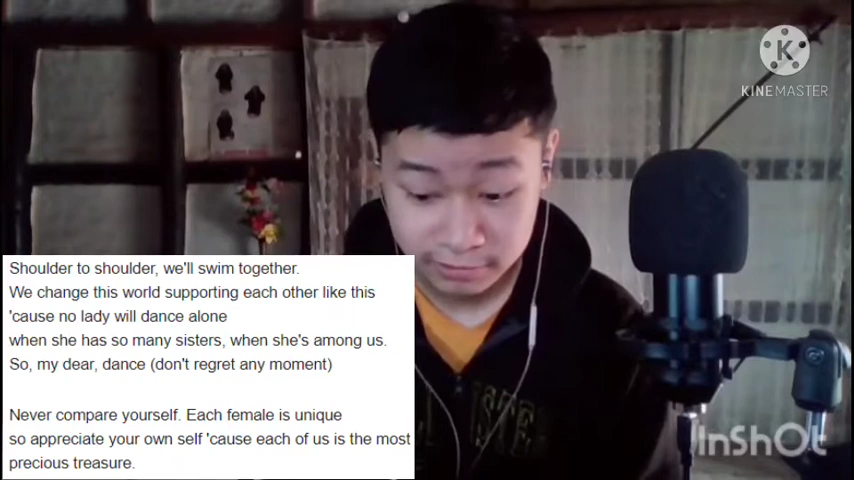 K
KINEMASTER
Shoulder to shoulder, we'll swim together.
We change this world supporting each other like this
'cause no lady will dance alone
when she has so many sisters, when she's among us.
So, my dear, dance (don't regret any moment)
Never compare yourself. Each female is unique
so appreciate your own self 'cause each of us is the most
precious treasure.
InShOt